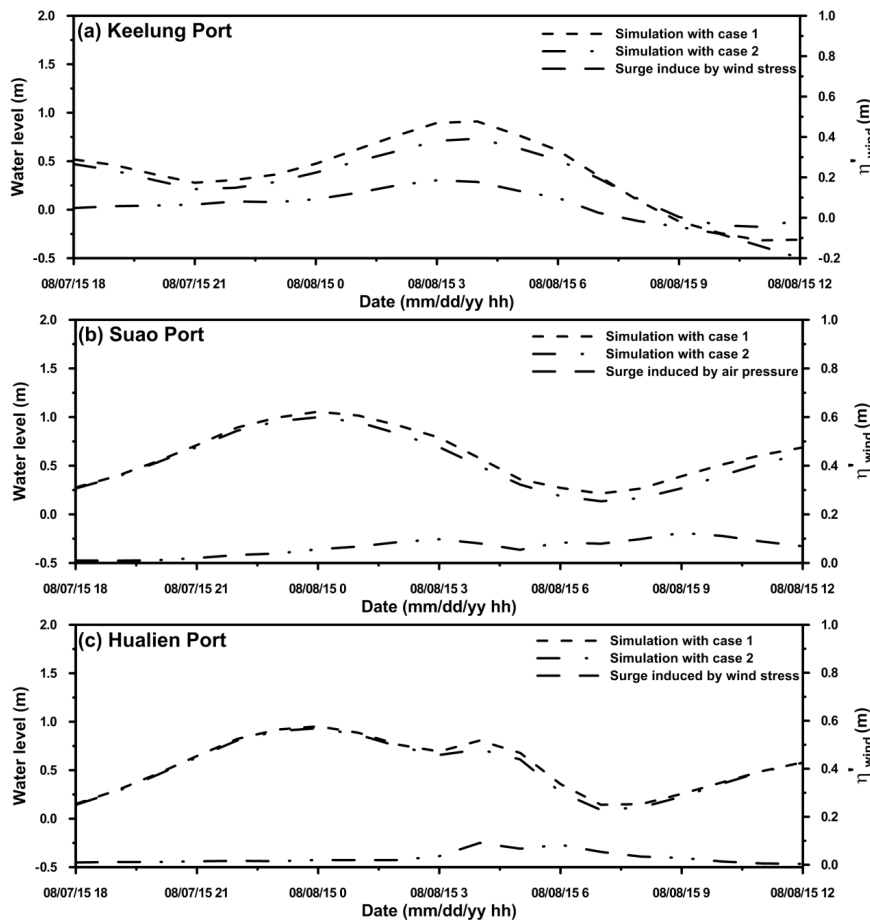 (a) Keelung Port
Simulation with case 1
Simulation with case 2
Surge induce by wind stress
Water level (m)
2.0
1.5
1.0
0.5
0.0
-0.5
1.0
0.8
0.6
0.4
0.2
0.0
-0.2
η*wind (m)
08/07/15 18 08/07/15 21 08/08/15 0 08/08/15 3 08/08/15 6 08/08/15 9 08/08/15 12
Date (mm/dd/yy hh)
(b) Suao Port
Simulation with case 1
Simulation with case 2
Surge induced by air pressure
Water level (m)
2.0
1.5
1.0
0.5
0.0
-0.5
1.0
0.8
0.6
0.4
0.2
0.0
η*wind (m)
08/07/15 18 08/07/15 21 08/08/15 0 08/08/15 3 08/08/15 6 08/08/15 9 08/08/15 12
Date (mm/dd/yy hh)
(c) Hualien Port
Simulation with case 1
Simulation with case 2
Surge induced by wind stress
Water level (m)
2.0
1.5
1.0
0.5
0.0
-0.5
1.0
0.8
0.6
0.4
0.2
0.0
η*wind (m)
08/07/15 18 08/07/15 21 08/08/15 0 08/08/15 3 08/08/15 6 08/08/15 9 08/08/15 12
Date (mm/dd/yy hh)